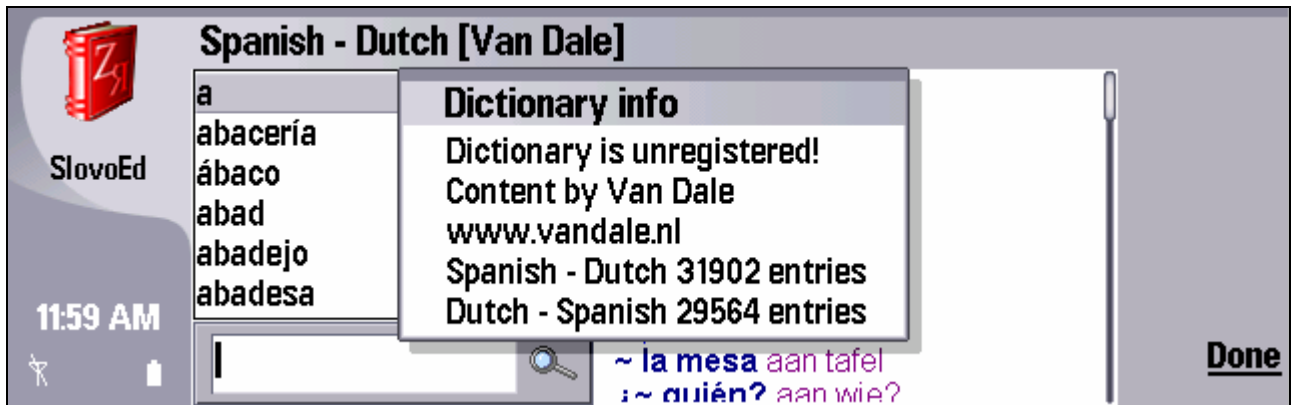 Spanish - Dutch [Van Dale]
SlovoEd
a
abacería
ábaco
abad
abadejo
abadesa
Dictionary info
Dictionary is unregistered!
Content by Van Dale
www.vandale.nl
Spanish - Dutch 31902 entries
Dutch - Spanish 29564 entries
~ la mesa aan tafel
¿~ quién? aan wie?
11:59 AM
Done